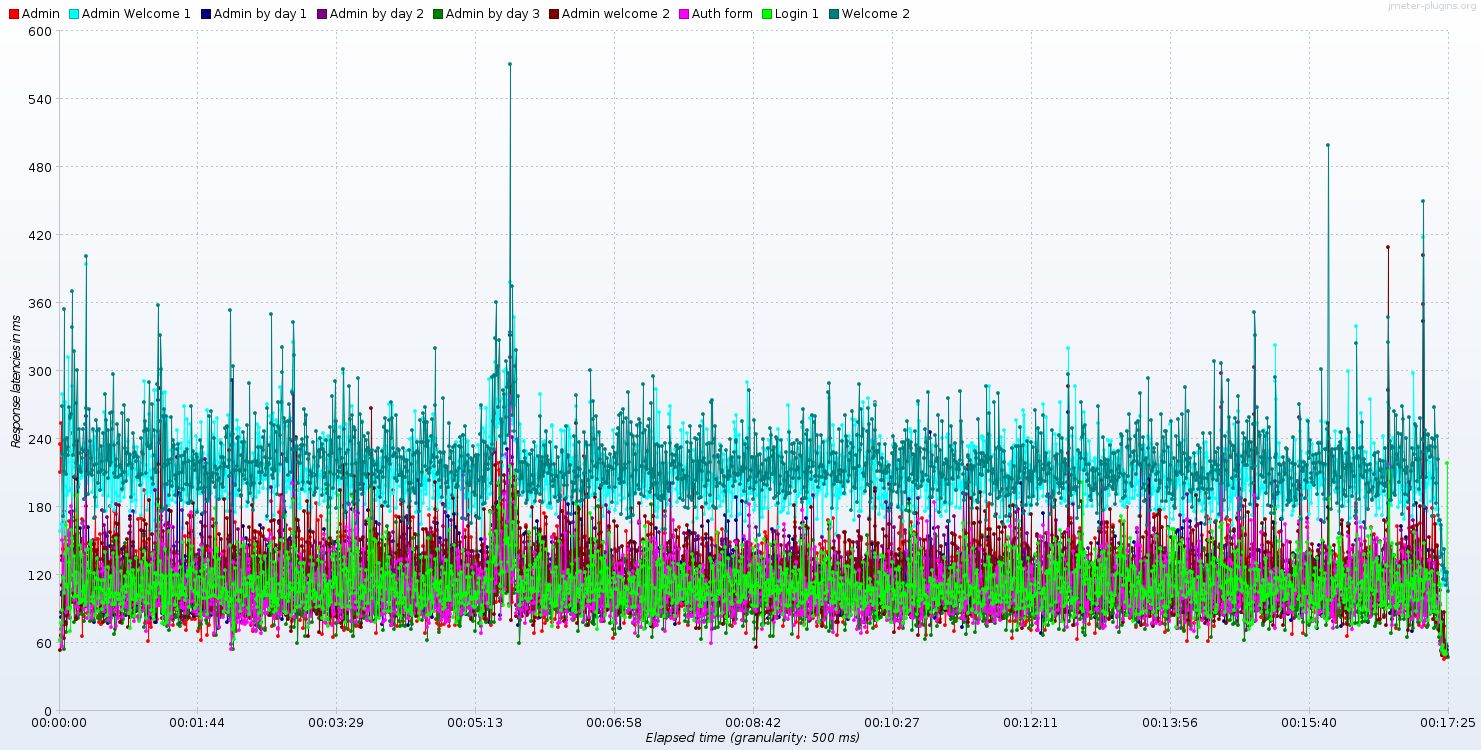 Admin Admin Welcome 1 Admin by day 1 Admin by day 2 Admin by day 3 Admin welcome 2 Auth form Login 1 Welcome 2
jmeter-plugins.org
600
540
480
420
360
300
240
180
120
60
0
Response latencies in ms
00:00:00 00:01:44 00:03:29 00:05:13 00:06:58 00:08:42 00:10:27 00:12:11 00:13:56 00:15:40 00:17:25
Elapsed time (granularity: 500 ms)